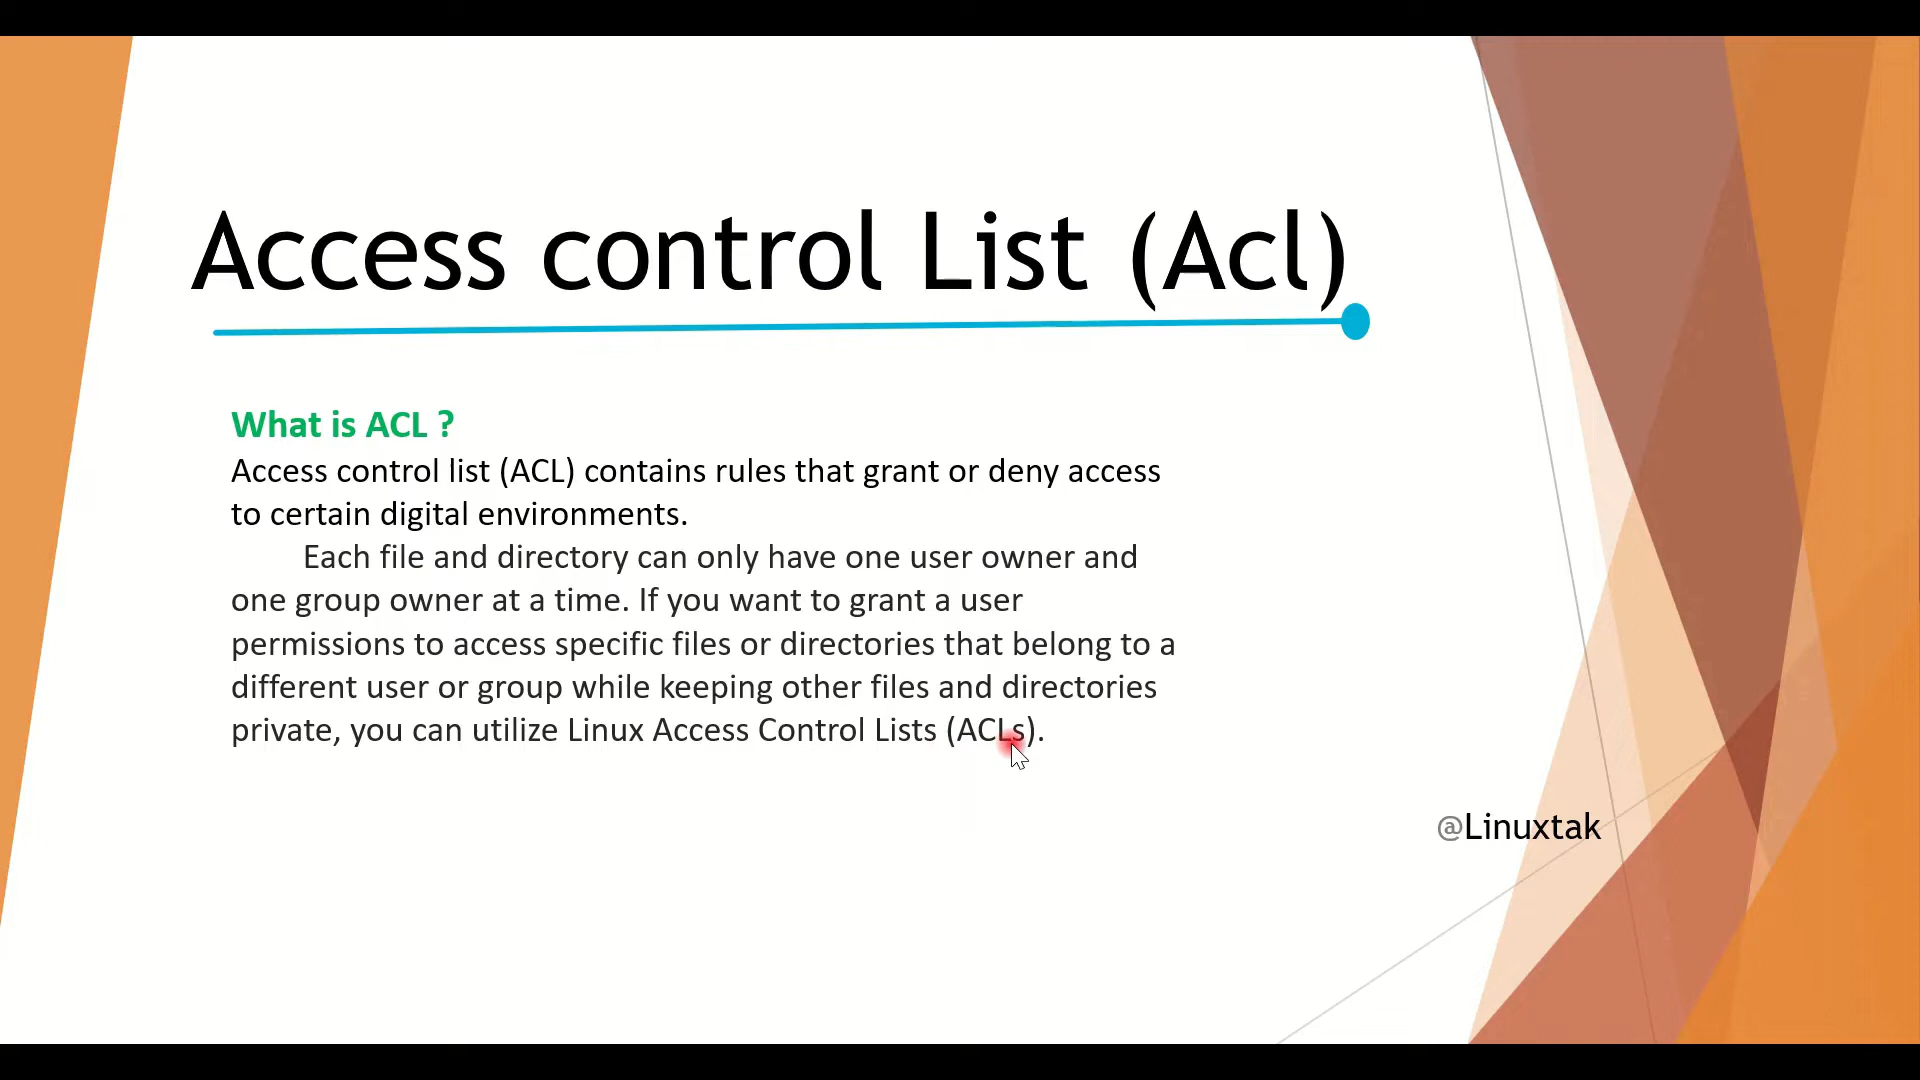 Access control List (Acl)
What is ACL ?
Access control list (ACL) contains rules that grant or deny access
to certain digital environments.
Each file and directory can only have one user owner and
one group owner at a time. If you want to grant a user
permissions to access specific files or directories that belong to a
different user or group while keeping other files and directories
private, you can utilize Linux Access Control Lists (ACLs).
@Linuxtak